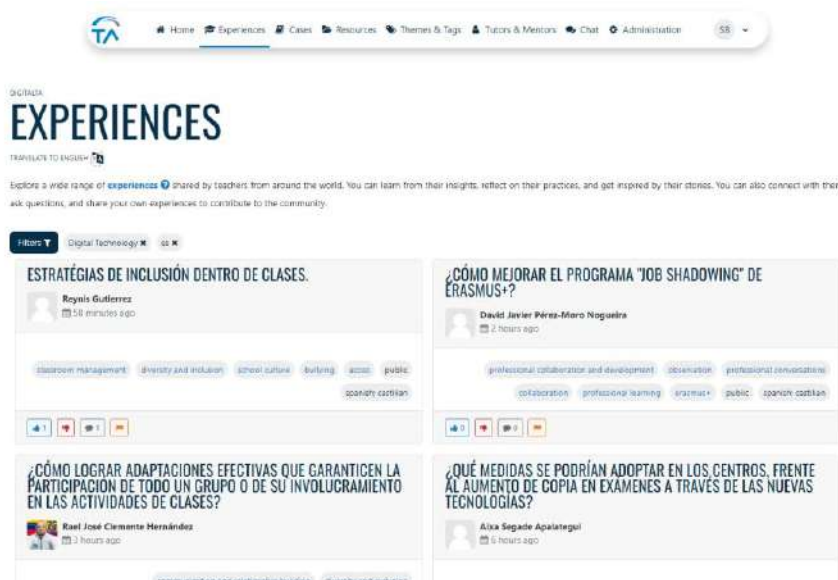 TA
Home Experiences Cases Resources Themes & Tags Tutors & Mentors Chat Administration SB
DIGITALTA
EXPERIENCES
TRANSLATE TO ENGLISH
Explore a wide range of experiences shared by teachers from around the world. You can learn from their insights, reflect on their practices, and get inspired by their stories. You can also connect with them
ask questions, and share your own experiences to contribute to the community.
Filters Digital Technology es
ESTRATÉGIAS DE INCLUSIÓN DENTRO DE CLASES.
Reynis Gutierrez
58 minutes ago
classroom management diversity and inclusion school culture bullying acoso public
spanish; castilian
1 1
¿CÓMO MEJORAR EL PROGRAMA "JOB SHADOWING" DE
ERASMUS+?
David Javier Pérez-Moro Nogueira
2 hours ago
professional collaboration and development observation professional conversations
collaboration professional learning erasmus+ public spanish; castilian
0 0
¿CÓMO LOGRAR ADAPTACIONES EFECTIVAS QUE GARANTICEN LA
PARTICIPACIÓN DE TODO UN GRUPO O DE SU INVOLUCRAMIENTO
EN LAS ACTIVIDADES DE CLASES?
Rael José Clemente Hernández
3 hours ago
¿QUÉ MEDIDAS SE PODRÍAN ADOPTAR EN LOS CENTROS, FRENTE
AL AUMENTO DE COPIA EN EXÁMENES A TRAVÉS DE LAS NUEVAS
TECNOLOGÍAS?
Aixa Segade Apalategui
6 hours ago